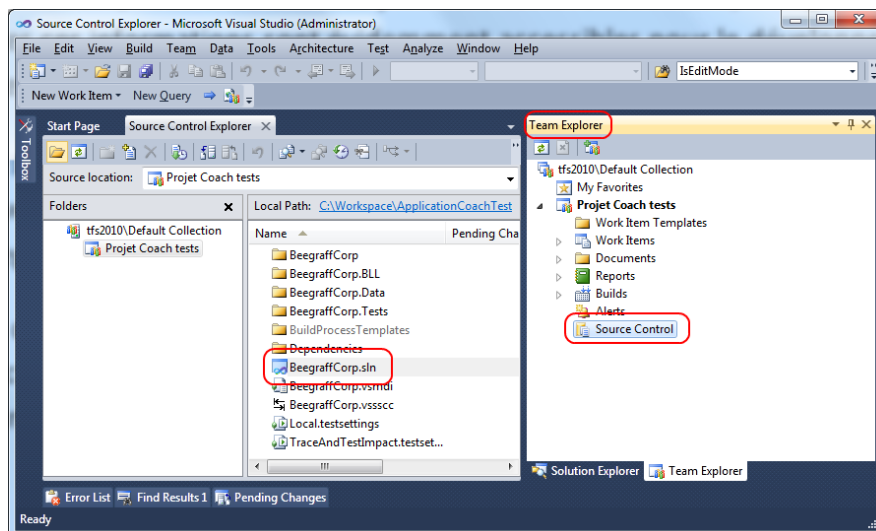 Source Control Explorer - Microsoft Visual Studio (Administrator)
File Edit View Build Team Data Tools Architecture Test Analyze Window Help
IsEditMode
New Work Item New Query
Toolbox
Start Page Source Control Explorer
Source location: Projet Coach tests
Folders
tfs2010\Default Collection
Projet Coach tests
Local Path: C:\Workspace\ApplicationCoachTest
Name Pending Cha
BeegraffCorp
BeegraffCorp.BLL
BeegraffCorp.Data
BeegraffCorp.Tests
BuildProcessTemplates
Dependencies
BeegraffCorp.sln
BeegraffCorp.vsmdi
BeegraffCorp.vssscc
Local.testsettings
TraceAndTestImpact.testset...
Team Explorer
tfs2010\Default Collection
My Favorites
Projet Coach tests
Work Item Templates
Work Items
Documents
Reports
Builds
Alerts
Source Control
Solution Explorer Team Explorer
Error List Find Results 1 Pending Changes
Ready